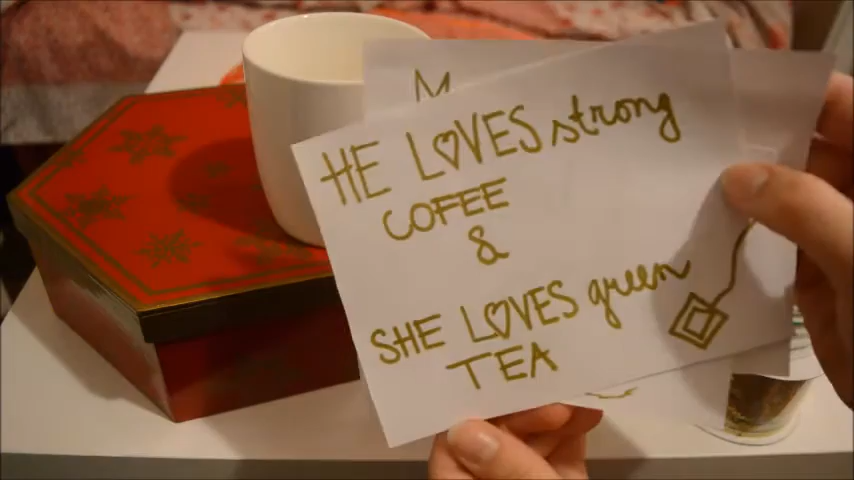 M
HE LOVES strong
COFEE
&
SHE LOVES green
TEA